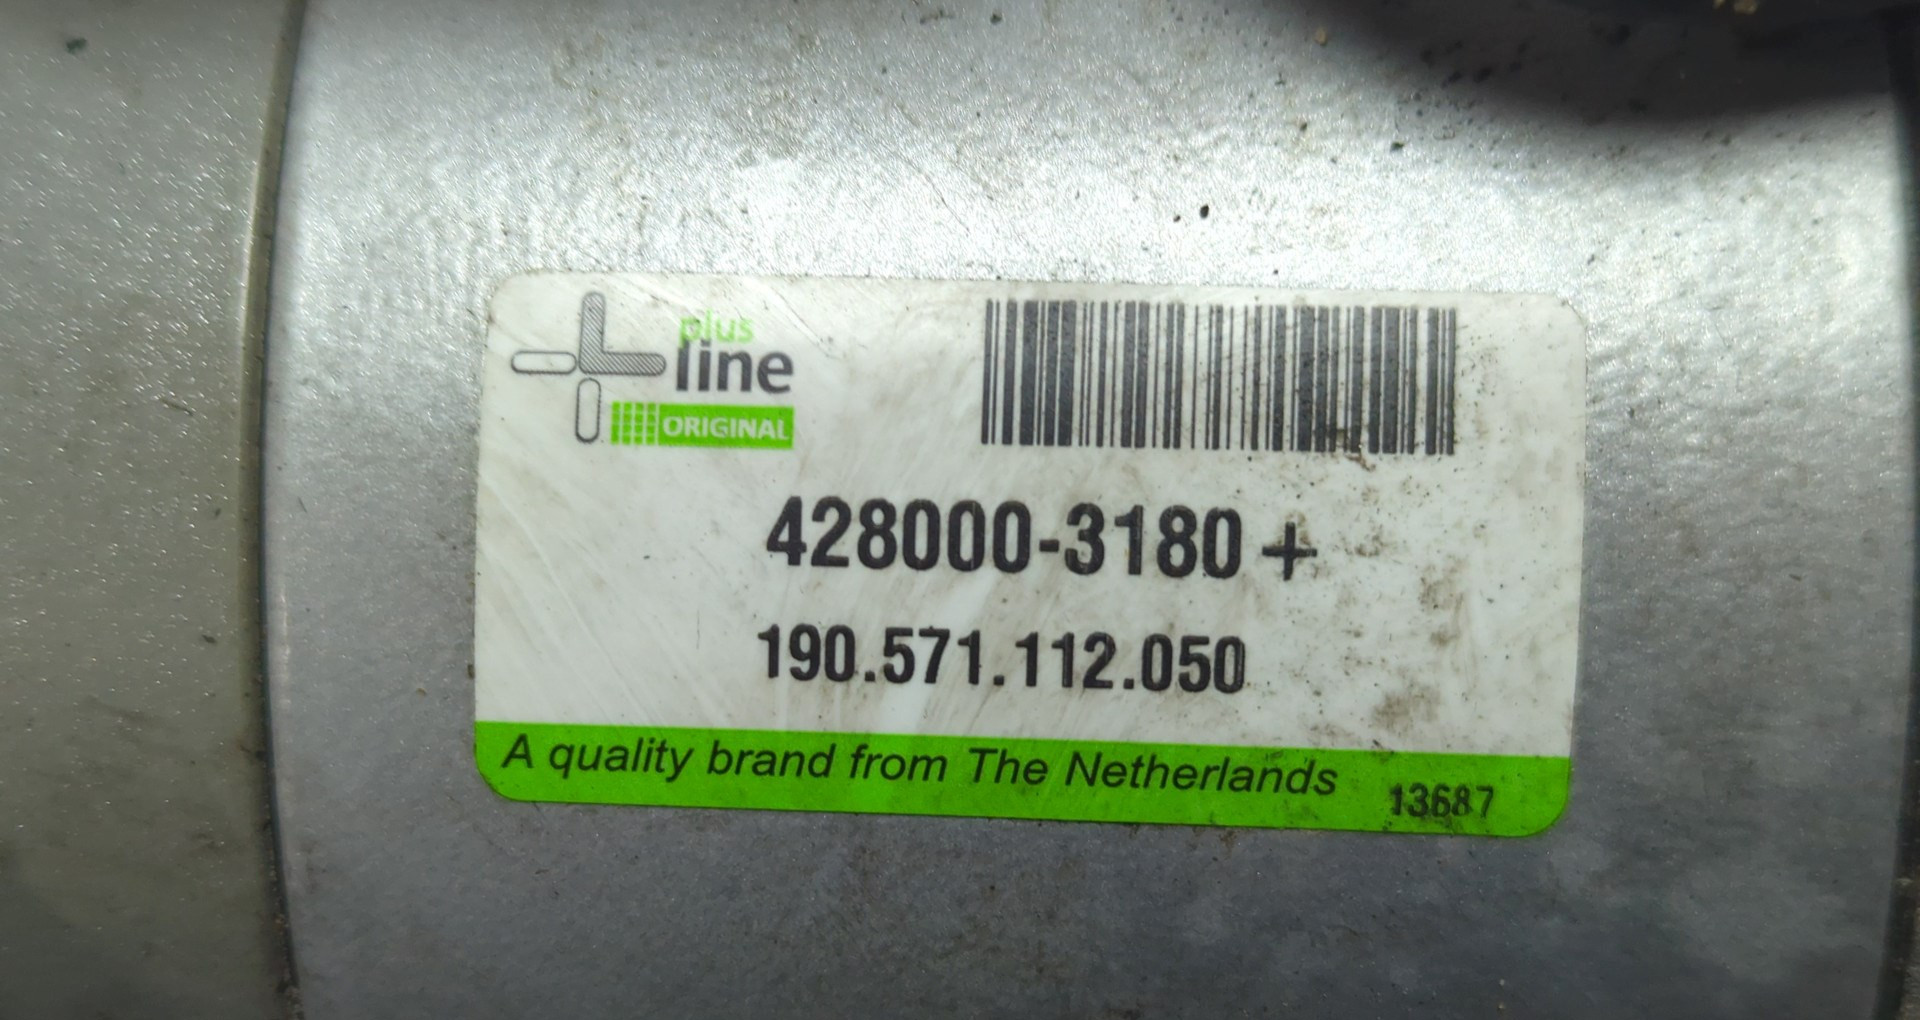 plus
line
ORIGINAL
428000-3180 +
190.571.112.050
A quality brand from The Netherlands
13687